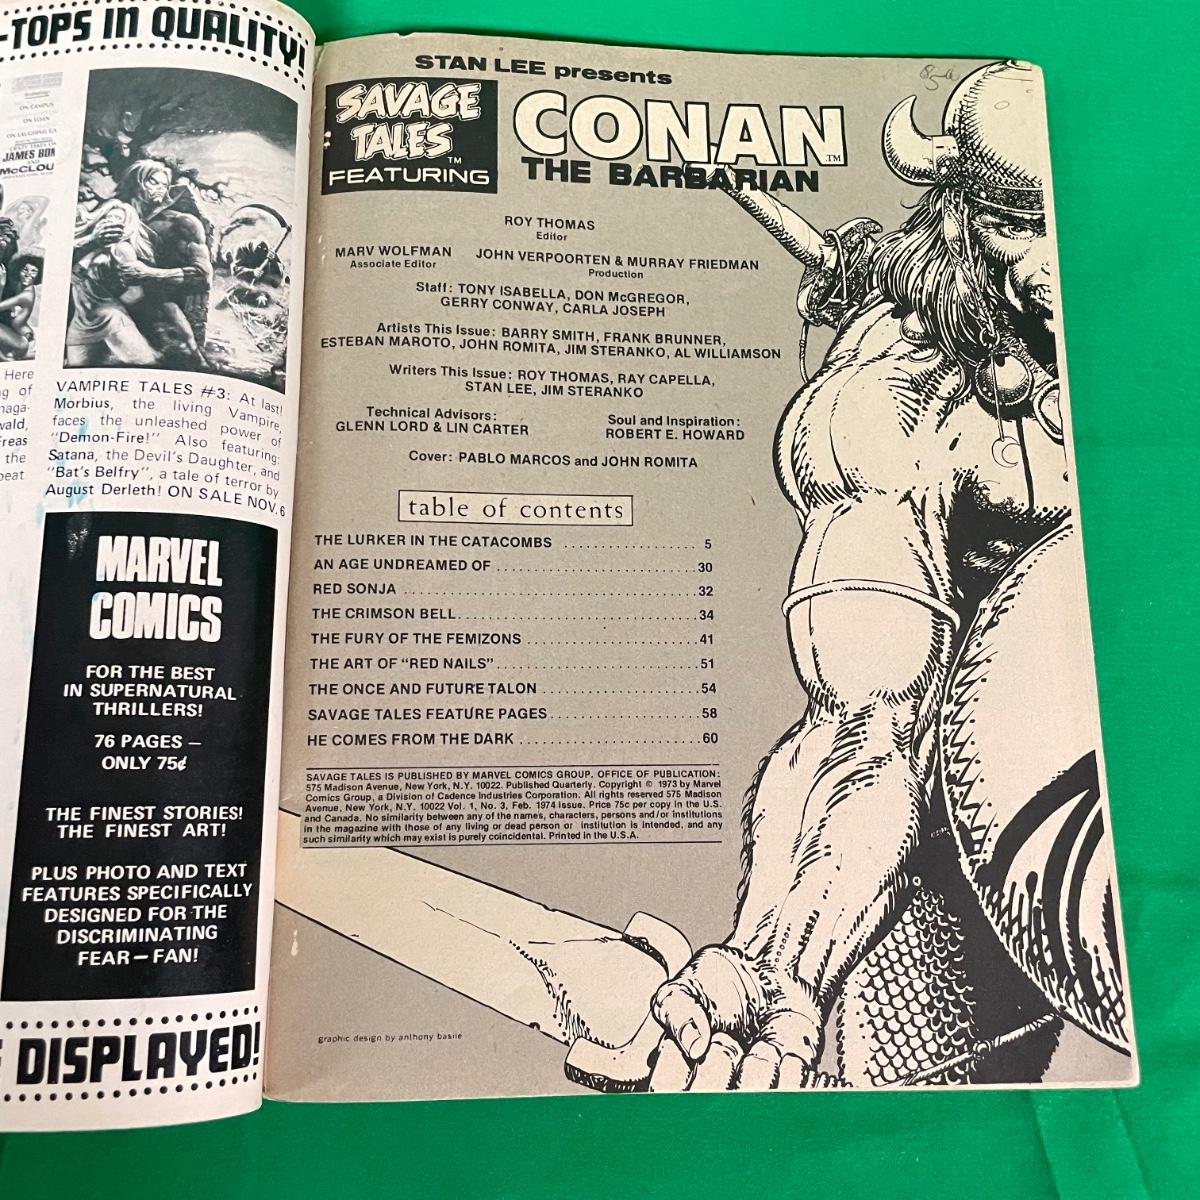 -TOPS IN QUALITY!
featuring:
ON CAMPUS
ON LOAN
ON LAUGHING GA
JAMES BON
AND
McCLOU
Here
g of
naga-
wald,
Freas
the
peat
VAMPIRE TALES #3: At last!
Morbius, the living Vampire,
faces the unleashed power of
"Demon-Fire!" Also featuring:
Satana, the Devil's Daughter, and
"Bat's Belfry", a tale of terror by
August Derleth! ON SALE NOV. 6
MARVEL
COMICS
FOR THE BEST
IN SUPERNATURAL
THRILLERS!
76 PAGES —
ONLY 75¢
THE FINEST STORIES!
THE FINEST ART!
PLUS PHOTO AND TEXT
FEATURES SPECIFICALLY
DESIGNED FOR THE
DISCRIMINATING
FEAR — FAN!
DISPLAYED!
STAN LEE presents
SAVAGE
TALES
TM
FEATURING
CONAN
TM
THE BARBARIAN
ROY THOMAS
Editor
MARV WOLFMAN
Associate Editor
JOHN VERPOORTEN & MURRAY FRIEDMAN
Production
Staff: TONY ISABELLA, DON McGREGOR,
GERRY CONWAY, CARLA JOSEPH
Artists This Issue: BARRY SMITH, FRANK BRUNNER,
ESTEBAN MAROTO, JOHN ROMITA, JIM STERANKO, AL WILLIAMSON
Writers This Issue: ROY THOMAS, RAY CAPELLA,
STAN LEE, JIM STERANKO
Technical Advisors:
GLENN LORD & LIN CARTER
Soul and Inspiration:
ROBERT E. HOWARD
Cover: PABLO MARCOS and JOHN ROMITA
table of contents
THE LURKER IN THE CATACOMBS ................. 5
AN AGE UNDREAMED OF ......................... 30
RED SONJA ...................................... 32
THE CRIMSON BELL............................... 34
THE FURY OF THE FEMIZONS ..................... 41
THE ART OF "RED NAILS"......................... 51
THE ONCE AND FUTURE TALON ................... 54
SAVAGE TALES FEATURE PAGES.................... 58
HE COMES FROM THE DARK ....................... 60
SAVAGE TALES IS PUBLISHED BY MARVEL COMICS GROUP. OFFICE OF PUBLICATION:
575 Madison Avenue, New York, N.Y. 10022. Published Quarterly. Copyright © 1973 by Marvel
Comics Group, a Division of Cadence Industries Corporation. All rights reserved 575 Madison
Avenue, New York, N.Y. 10022 Vol. 1, No. 3, Feb. 1974 issue. Price 75c per copy in the U.S.
and Canada. No similarity between any of the names, characters, persons and/or institutions
in the magazine with those of any living or dead person or institution is intended, and any
such similarity which may exist is purely coincidental. Printed in the U.S.A.
graphic design by anthony basile